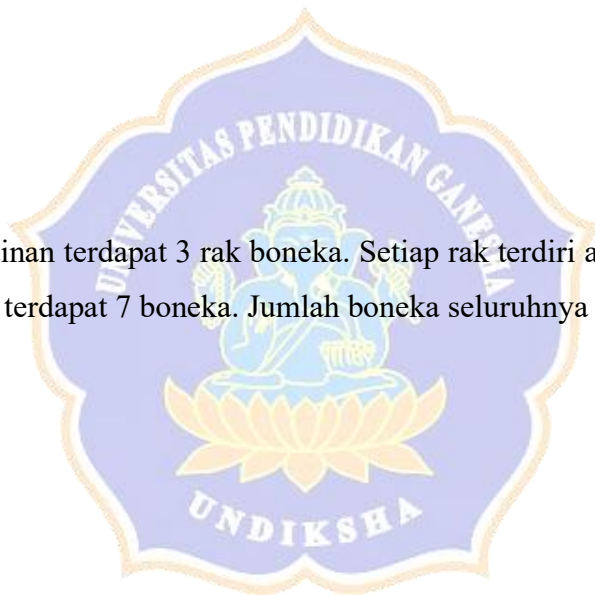 UNIVERSITAS PENDIDIKAN GANESHA
inan terdapat 3 rak boneka. Setiap rak terdiri a
terdapat 7 boneka. Jumlah boneka seluruhnya
UNDIKSHA